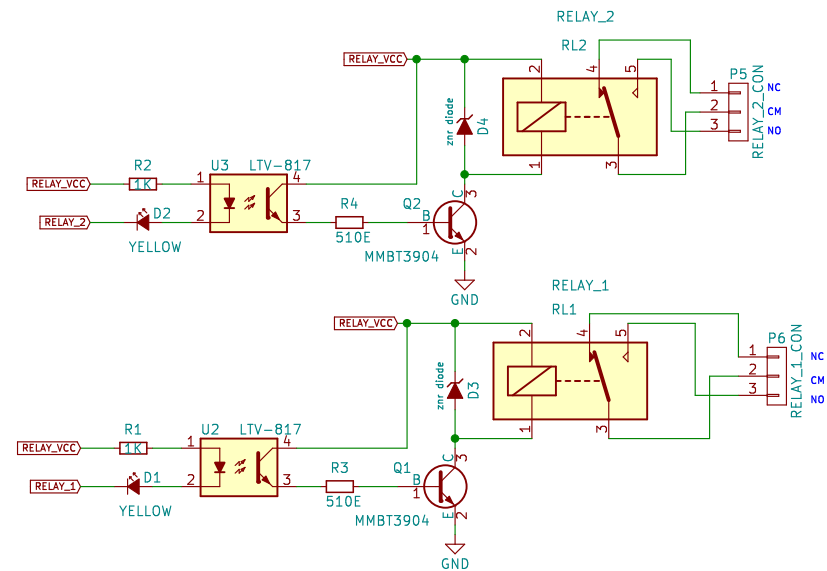 RELAY_2
RL2
RELAY_VCC
2
4
5
P5
1 NC
2 CM
3 NO
RELAY_2_CON
znr diode
D4
1
3
R2
U3
LTV-817
RELAY_VCC
1K
1
4
C
3
R4
Q2
RELAY_2
D2
2
3
B
1
510E
YELLOW
MMBT3904
E
2
GND
RELAY_1
RL1
RELAY_VCC
2
4
5
P6
1 NC
2 CM
3 NO
RELAY_1_CON
znr diode
D3
1
3
R1
U2
LTV-817
RELAY_VCC
1K
1
4
C
3
R3
Q1
RELAY_1
D1
2
3
B
1
510E
YELLOW
MMBT3904
E
2
GND